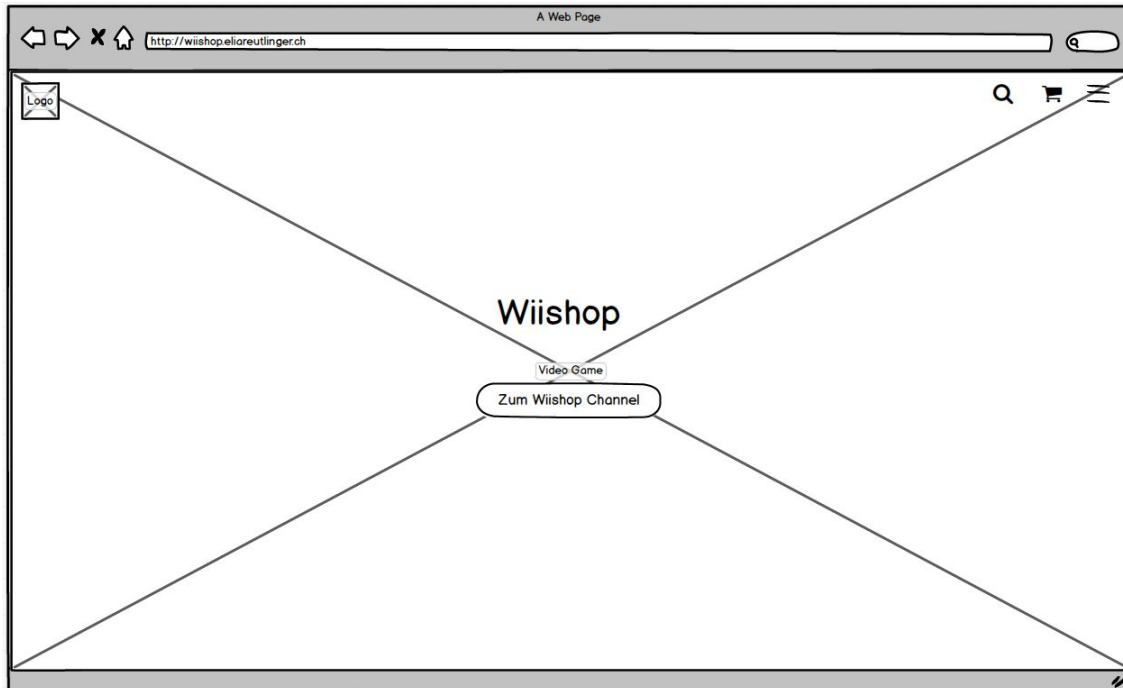 A Web Page
http://wiishop.eliareutlinger.ch
Logo
Wiishop
Video Game
Zum Wiishop Channel